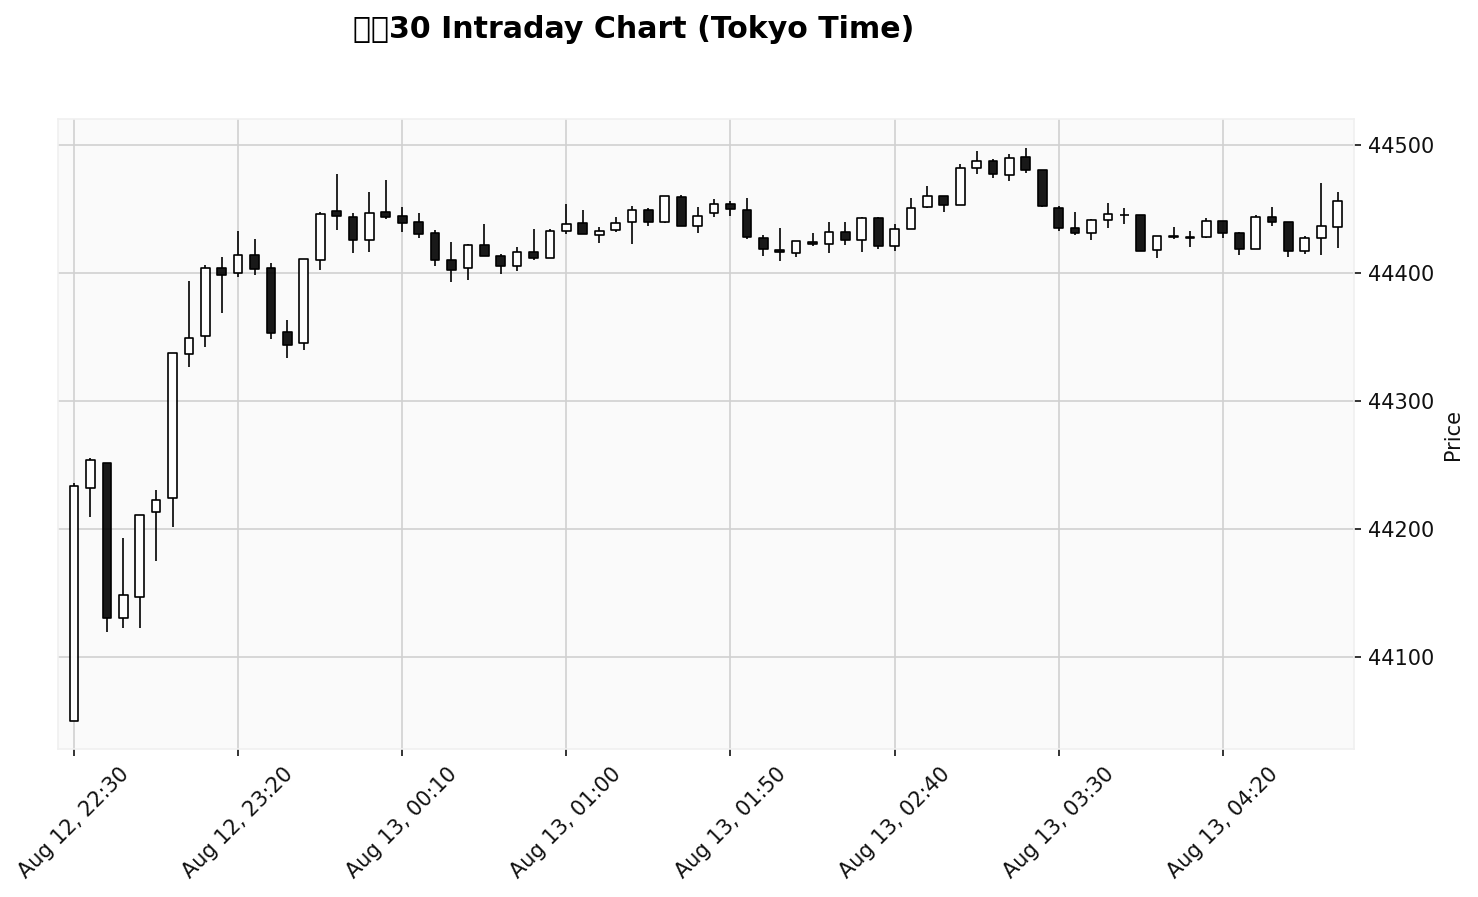 30 Intraday Chart (Tokyo Time)
44500
44400
44300
44200
44100
Price
Aug 12, 22:30
Aug 12, 23:20
Aug 13, 00:10
Aug 13, 01:00
Aug 13, 01:50
Aug 13, 02:40
Aug 13, 03:30
Aug 13, 04:20